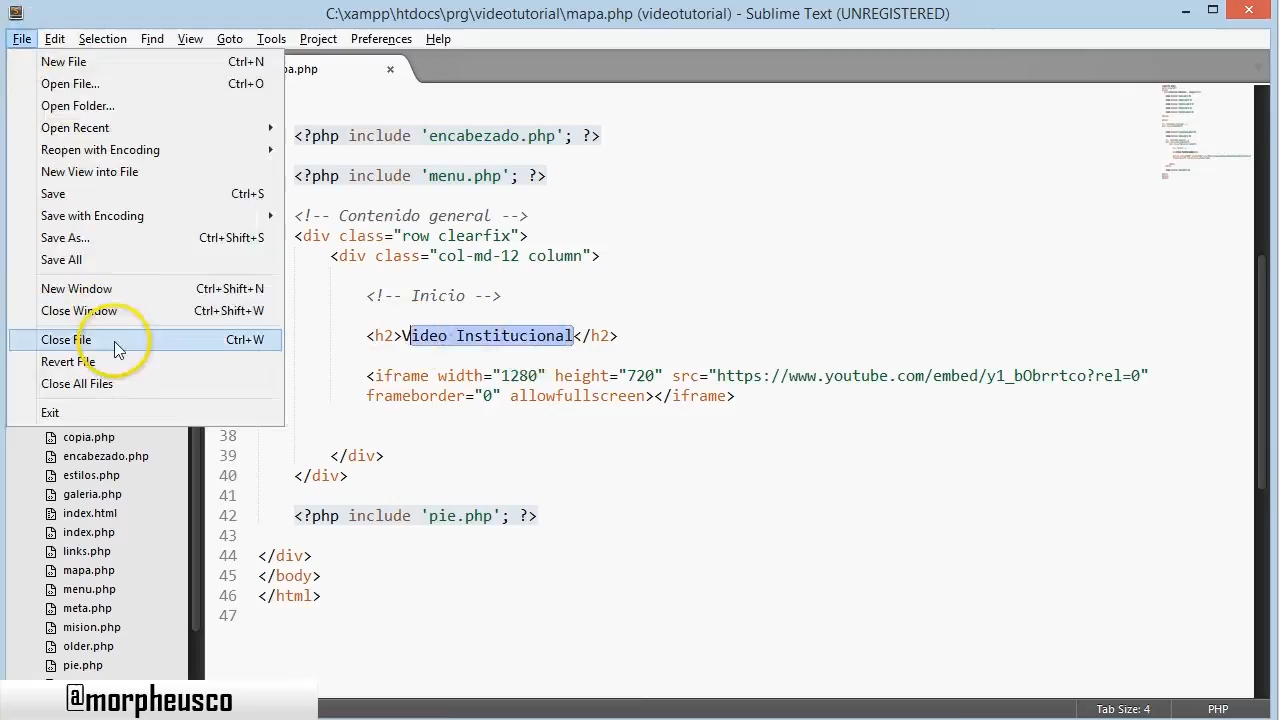 C:\xampp\htdocs\prg\videotutorial\mapa.php (videotutorial) - Sublime Text (UNREGISTERED)
File Edit Selection Find View Goto Tools Project Preferences Help
New File Ctrl+N
Open File... Ctrl+O
Open Folder...
Open Recent
Reopen with Encoding
New View into File
Save Ctrl+S
Save with Encoding
Save As... Ctrl+Shift+S
Save All
New Window Ctrl+Shift+N
Close Window Ctrl+Shift+W
Close File Ctrl+W
Revert File
Close All Files
Exit
copia.php
encabezado.php
estilos.php
galeria.php
index.html
index.php
links.php
mapa.php
menu.php
meta.php
mision.php
older.php
pie.php
pa.php ×
<?php include 'encabezado.php'; ?>
<?php include 'menu.php'; ?>
<!-- Contenido general -->
<div class="row clearfix">
<div class="col-md-12 column">
<!-- Inicio -->
<h2>Video Institucional</h2>
<iframe width="1280" height="720" src="https://www.youtube.com/embed/y1_bObrrtco?rel=0"
frameborder="0" allowfullscreen></iframe>
38
39 </div>
40 </div>
41
42 <?php include 'pie.php'; ?>
43
44 </div>
45 </body>
46 </html>
47
@morpheusco
Tab Size: 4 PHP